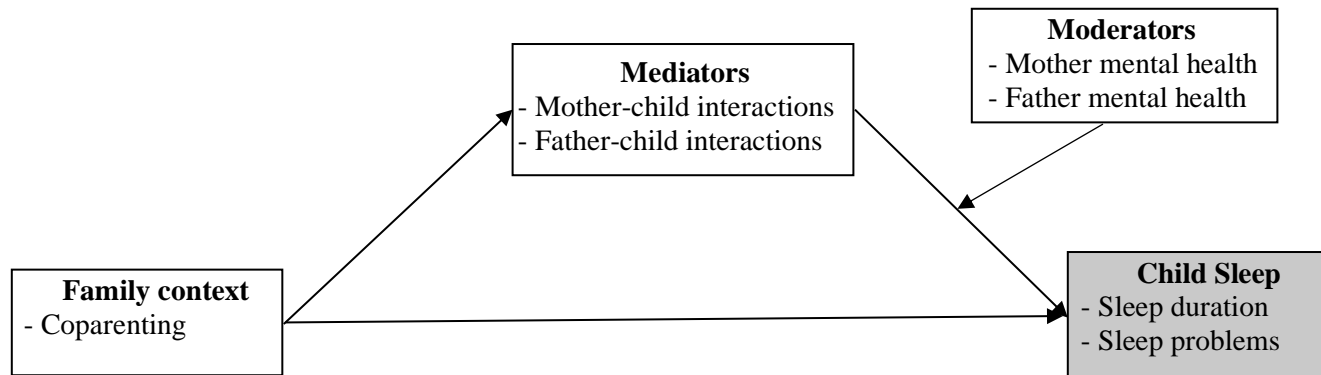 Moderators
- Mother mental health
- Father mental health
Mediators
- Mother-child interactions
- Father-child interactions
Family context
- Coparenting
Child Sleep
- Sleep duration
- Sleep problems